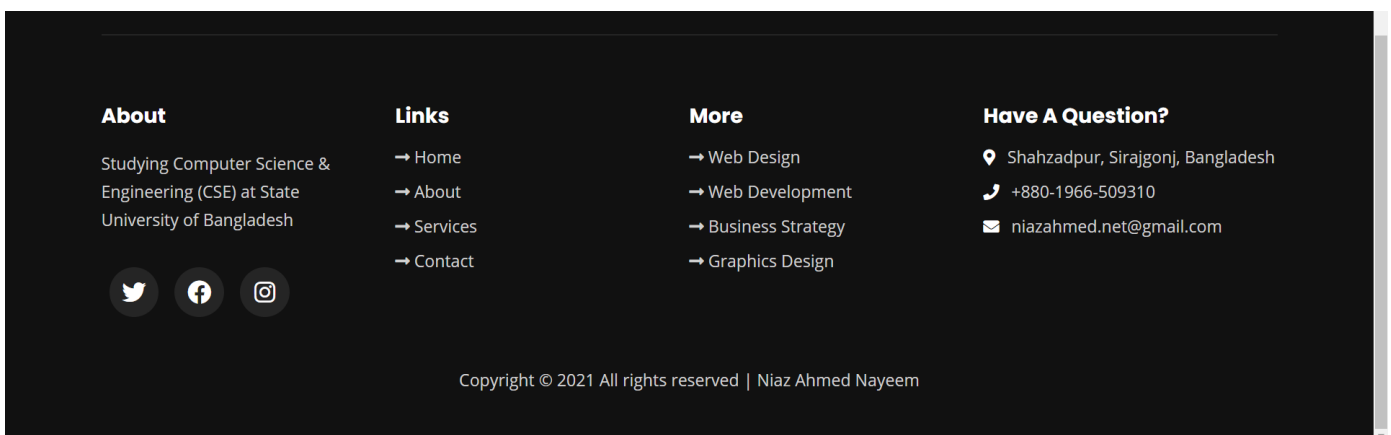 About
Studying Computer Science &
Engineering (CSE) at State
University of Bangladesh
Links
Home
About
Services
Contact
More
Web Design
Web Development
Business Strategy
Graphics Design
Have A Question?
Shahzadpur, Sirajgonj, Bangladesh
+880-1966-509310
niazahmed.net@gmail.com
Copyright © 2021 All rights reserved | Niaz Ahmed Nayeem